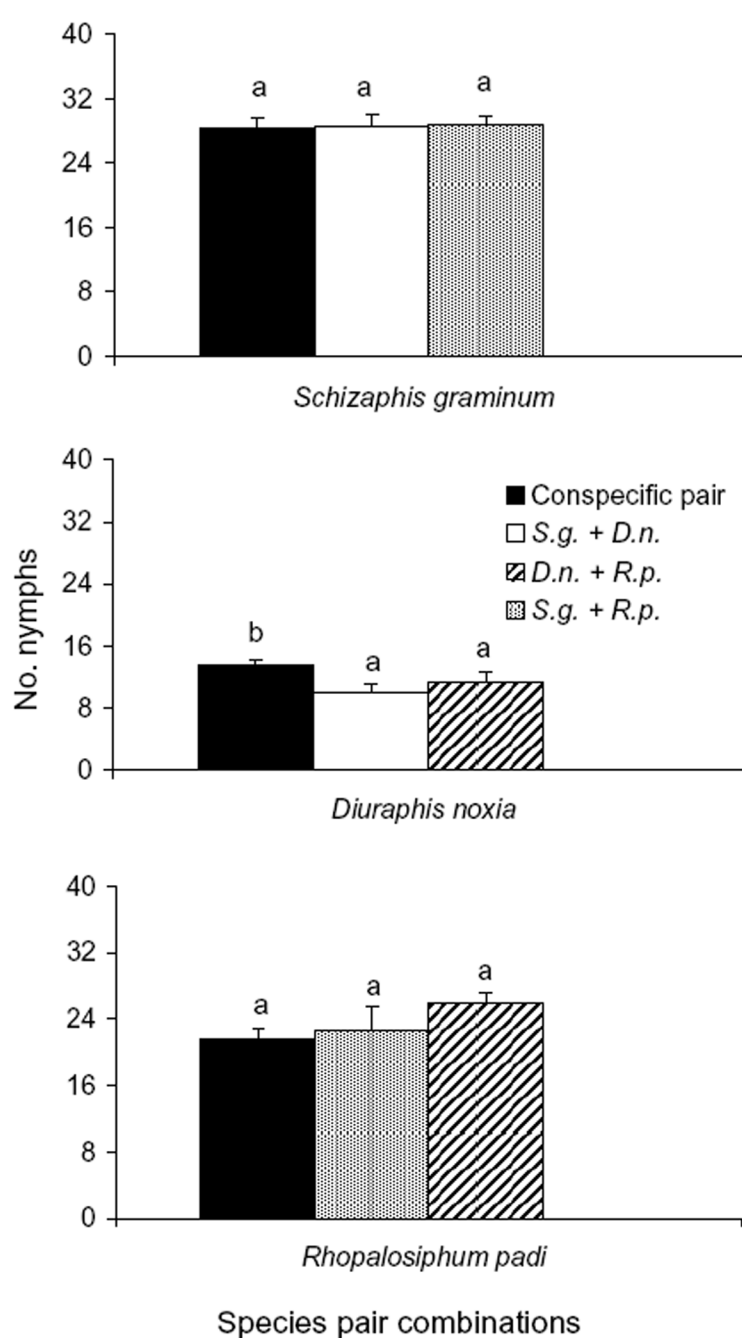 40
32
24
16
8
0
a a a
Schizaphis graminum
No. nymphs
40
32
24
16
8
0
b a a
Conspecific pair
S.g. + D.n.
D.n. + R.p.
S.g. + R.p.
Diuraphis noxia
40
32
24
16
8
0
a a a
Rhopalosiphum padi
Species pair combinations